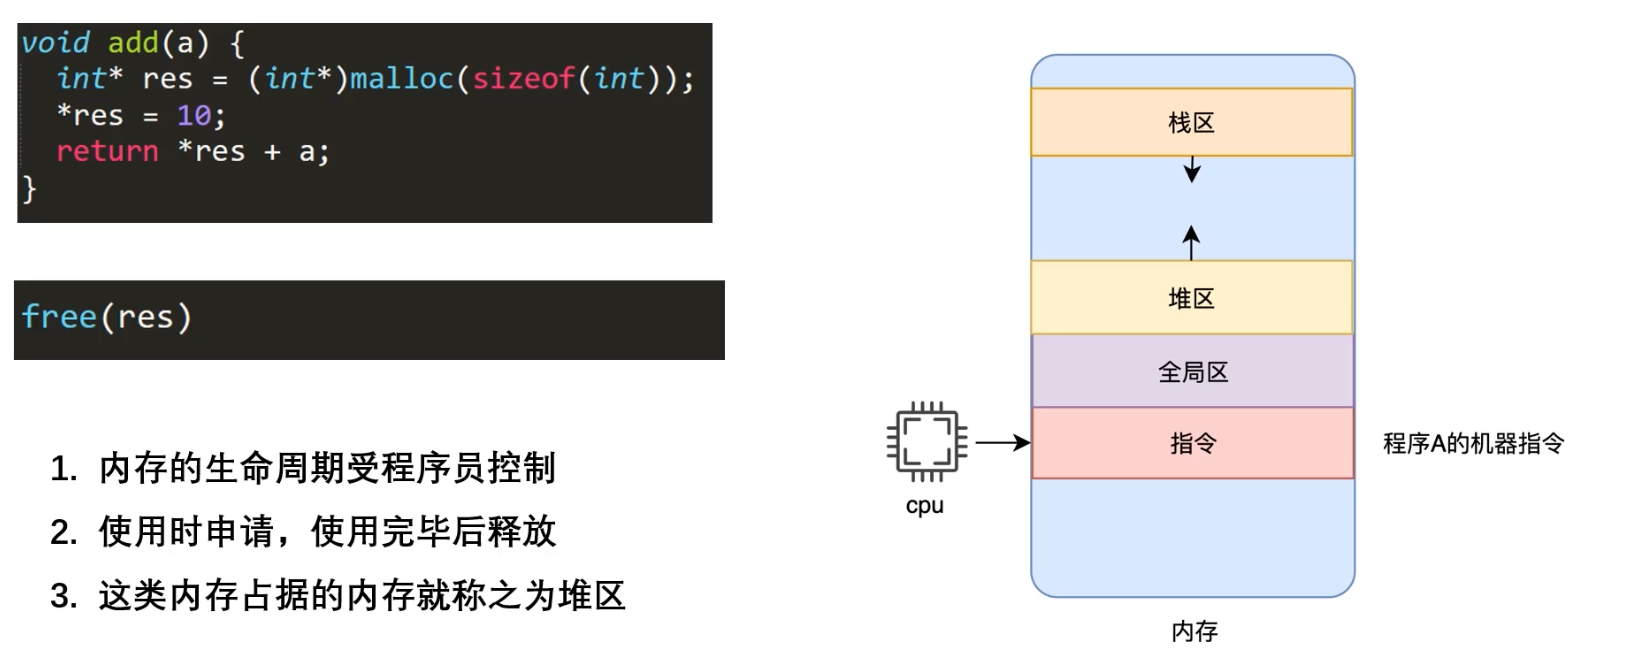 void add(a) {
  int* res = (int*)malloc(sizeof(int));
  *res = 10;
  return *res + a;
}
free(res)
1. 内存的生命周期受程序员控制
2. 使用时申请，使用完毕后释放
3. 这类内存占据的内存就称之为堆区
栈区
堆区
全局区
指令
程序A的机器指令
cpu
内存